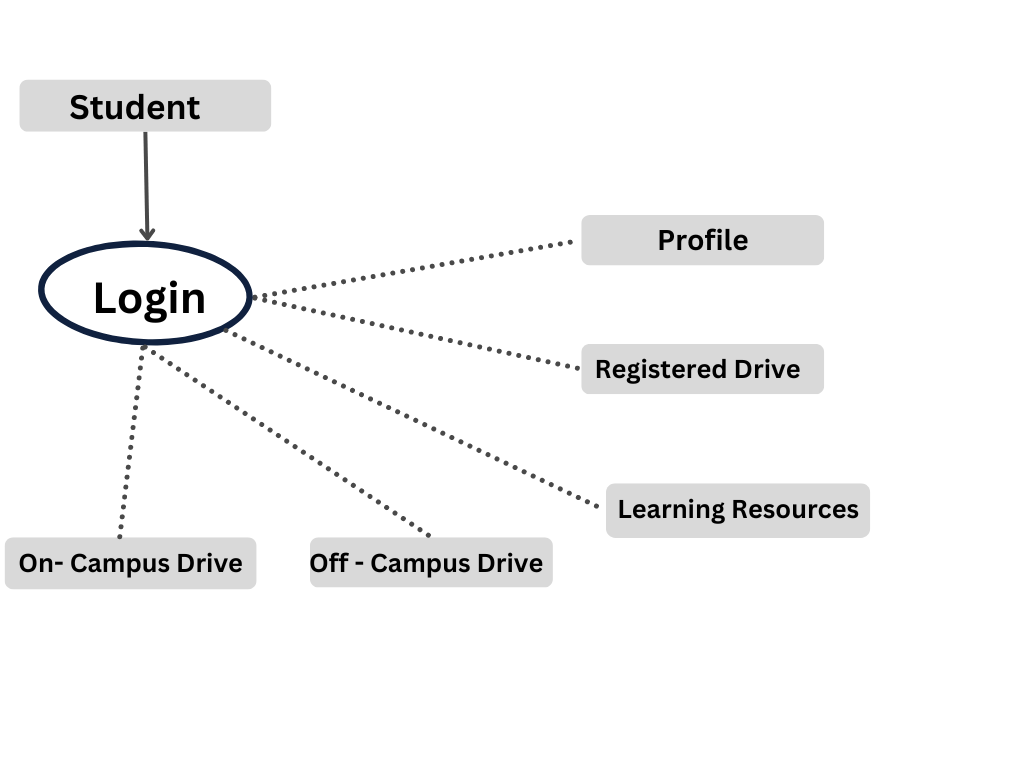 Student
Profile
Login
Registered Drive
Learning Resources
On- Campus Drive
Off - Campus Drive